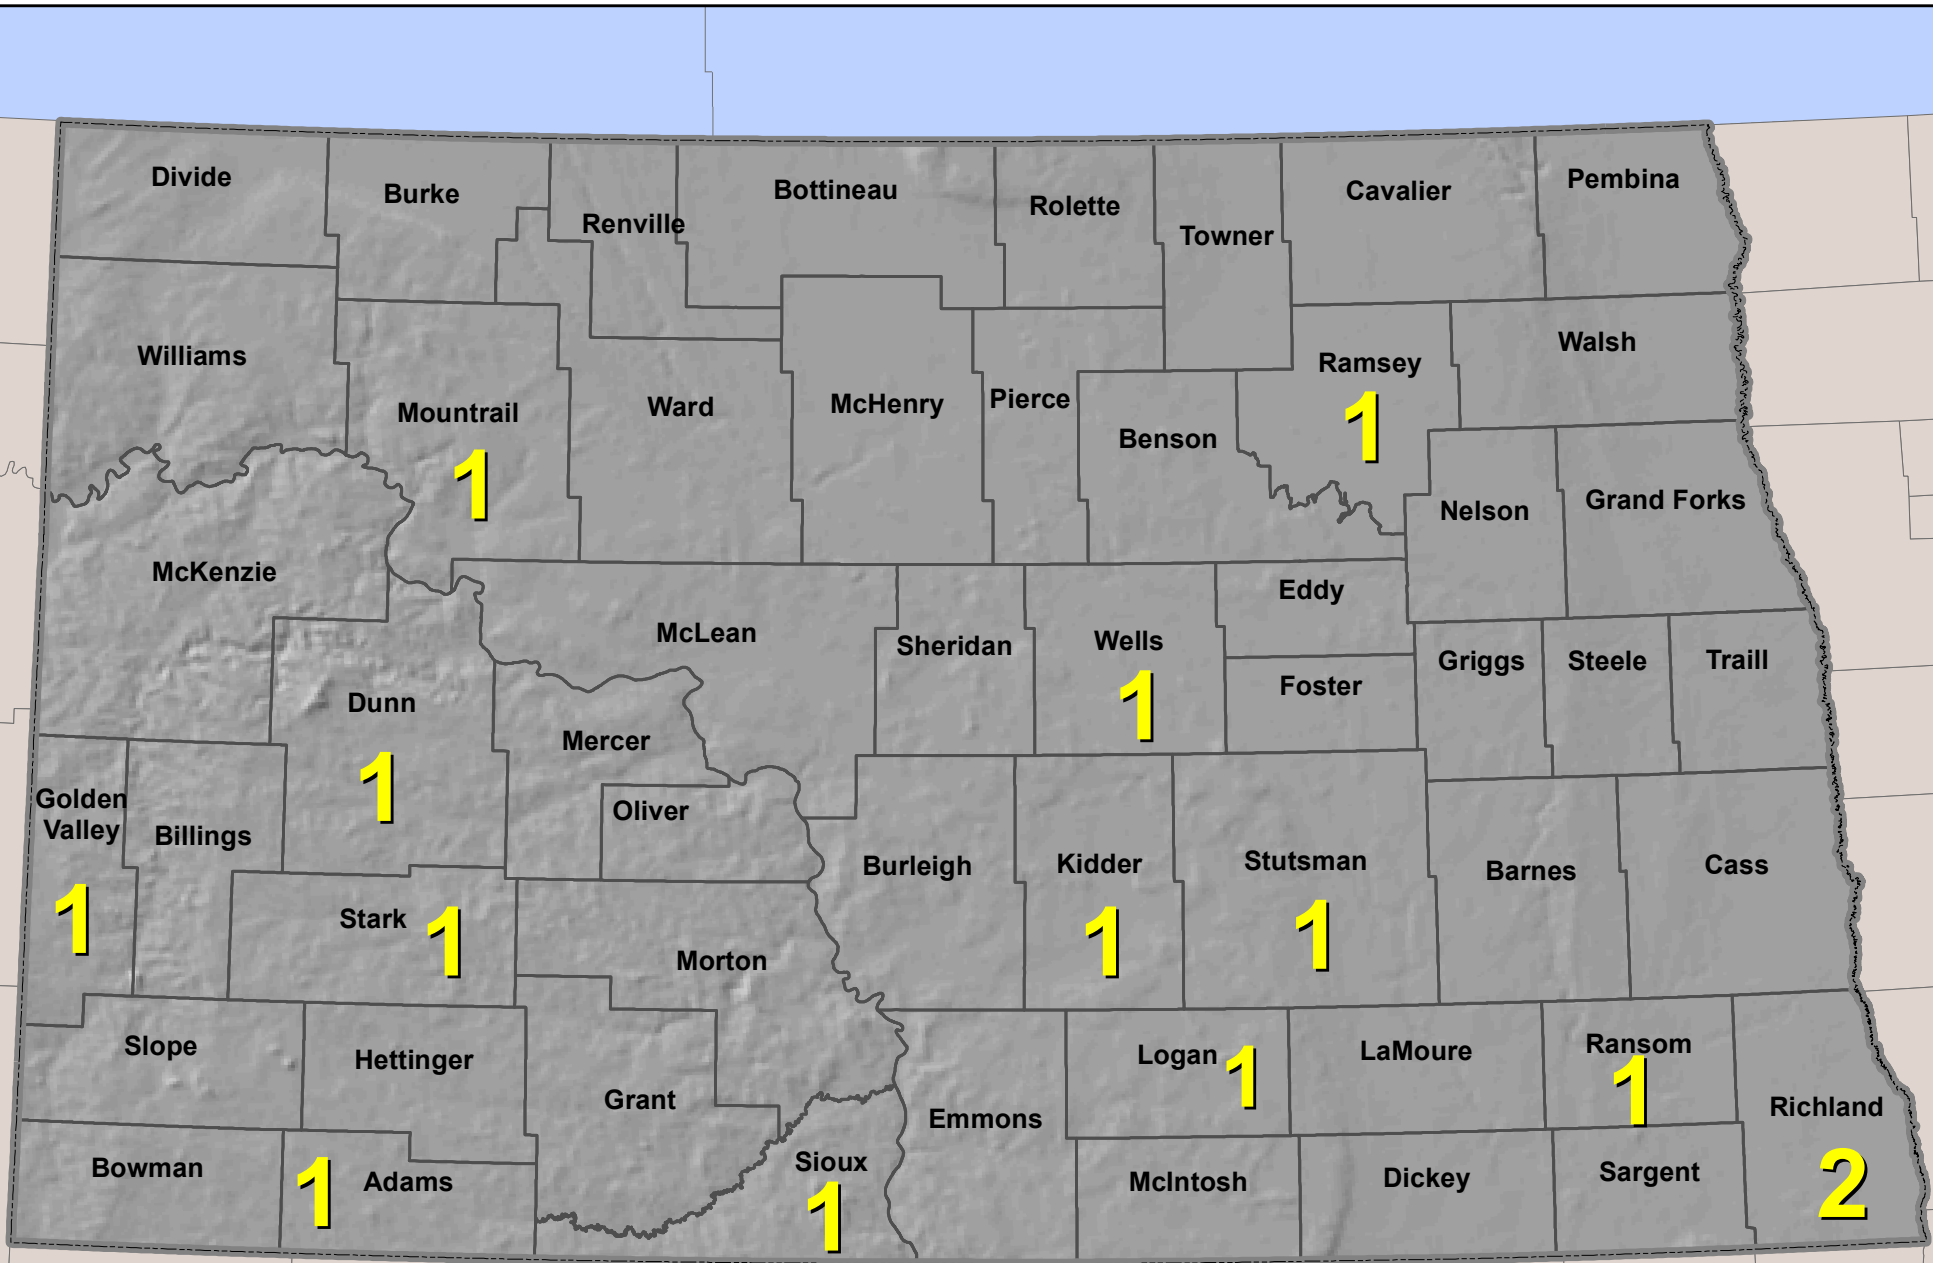 Divide
Burke
Renville
Bottineau
Rolette
Towner
Cavalier
Pembina
Williams
Mountrail
1
Ward
McHenry
Pierce
Benson
Ramsey
1
Walsh
Nelson
Grand Forks
McKenzie
Dunn
1
McLean
Mercer
Oliver
Sheridan
Wells
1
Eddy
Foster
Griggs
Steele
Traill
Golden
Valley
1
Billings
Stark 1
Morton
Burleigh
Kidder
1
Stutsman
1
Barnes
Cass
Slope
Hettinger
Grant
Emmons
Logan 1
LaMoure
Ransom
1
Richland
2
Bowman
1 Adams
Sioux
1
McIntosh
Dickey
Sargent